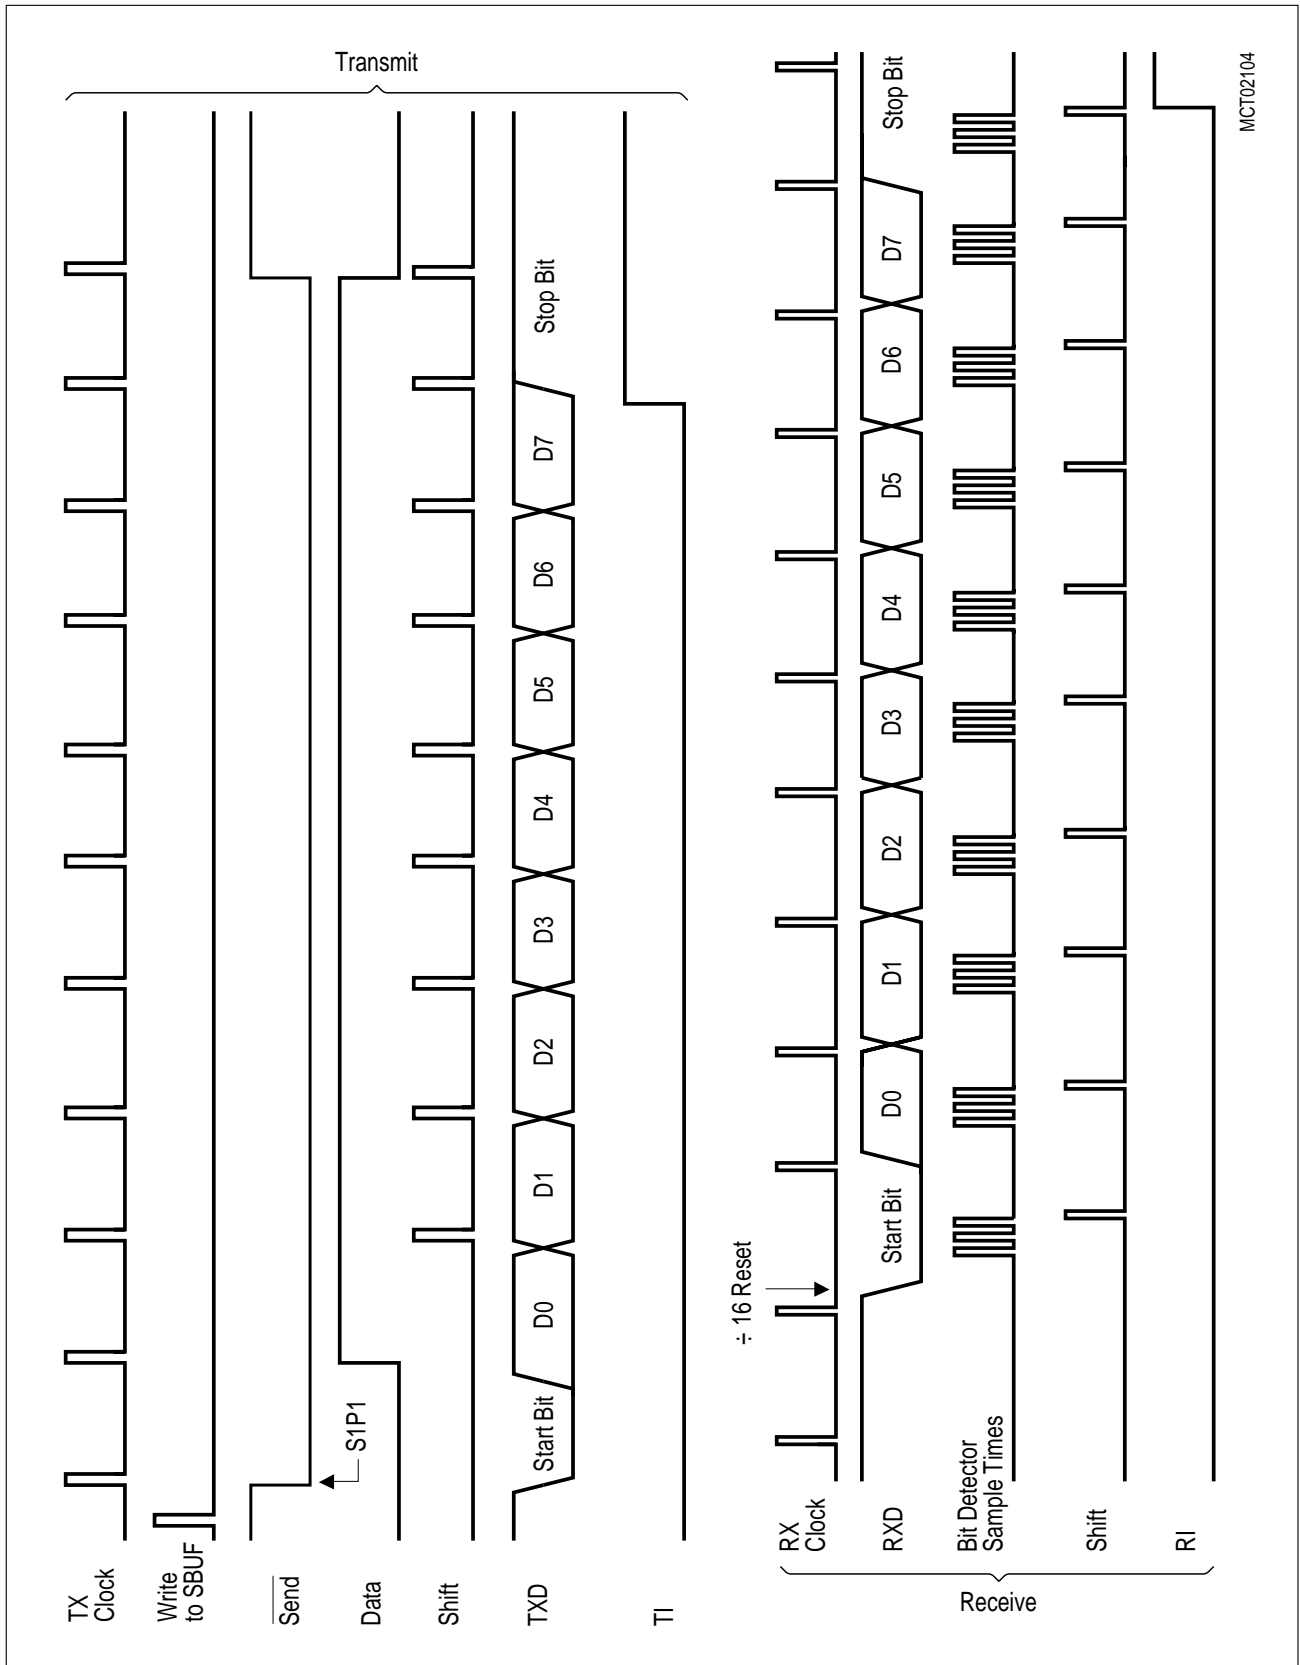 Transmit
TX
Clock
Write
to SBUF
Send
S1P1
Data
Shift
TXD
Start Bit
D0
D1
D2
D3
D4
D5
D6
D7
Stop Bit
TI
÷ 16 Reset
RX
Clock
RXD
Start Bit
D0
D1
D2
D3
D4
D5
D6
D7
Stop Bit
Bit Detector
Sample Times
Shift
RI
Receive
MCT02104